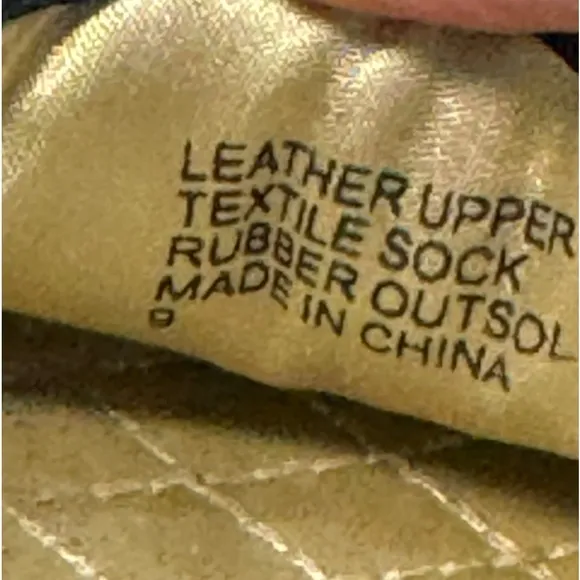 LEATHER UPPER
TEXTILE SOCK
RUBBER OUTSOL
MADE IN CHINA